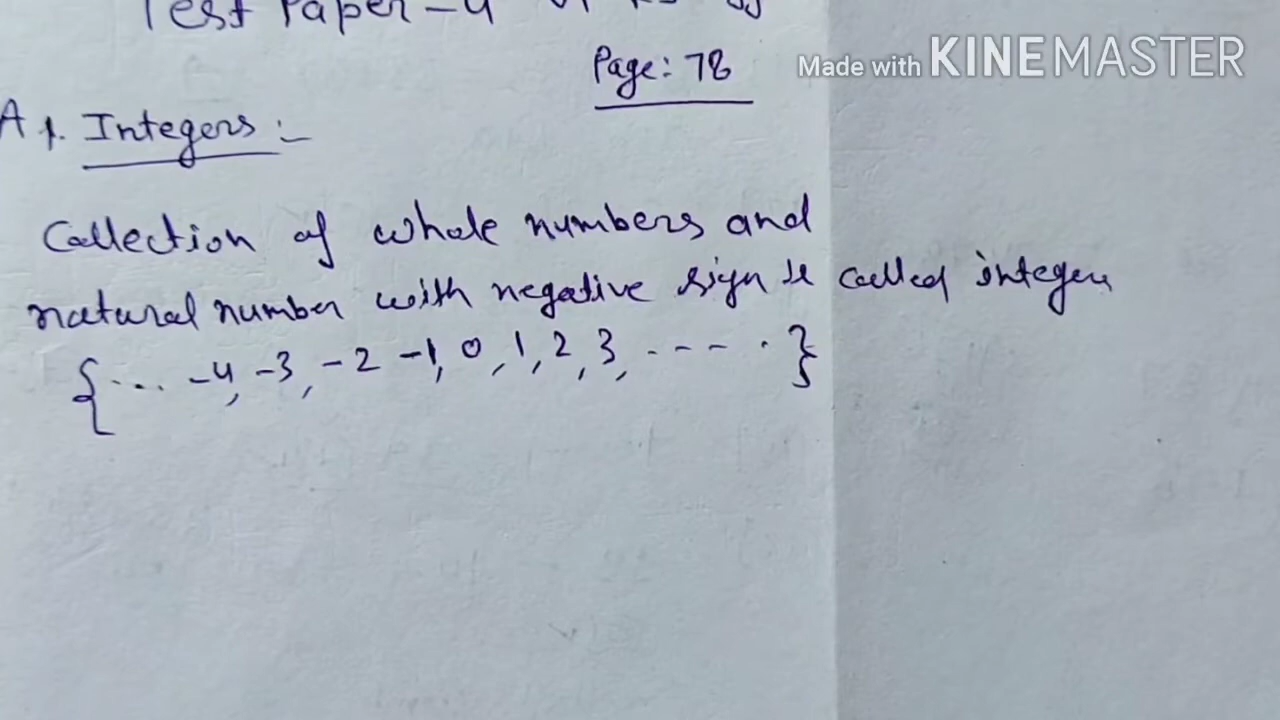 Test Paper - 4
Page: 78
Made with KINEMASTER
A 1. Integers :-
Collection of whole numbers and
natural number with negative sign is called integers
{... -4, -3, -2 -1, 0, 1, 2, 3, - - - - . }